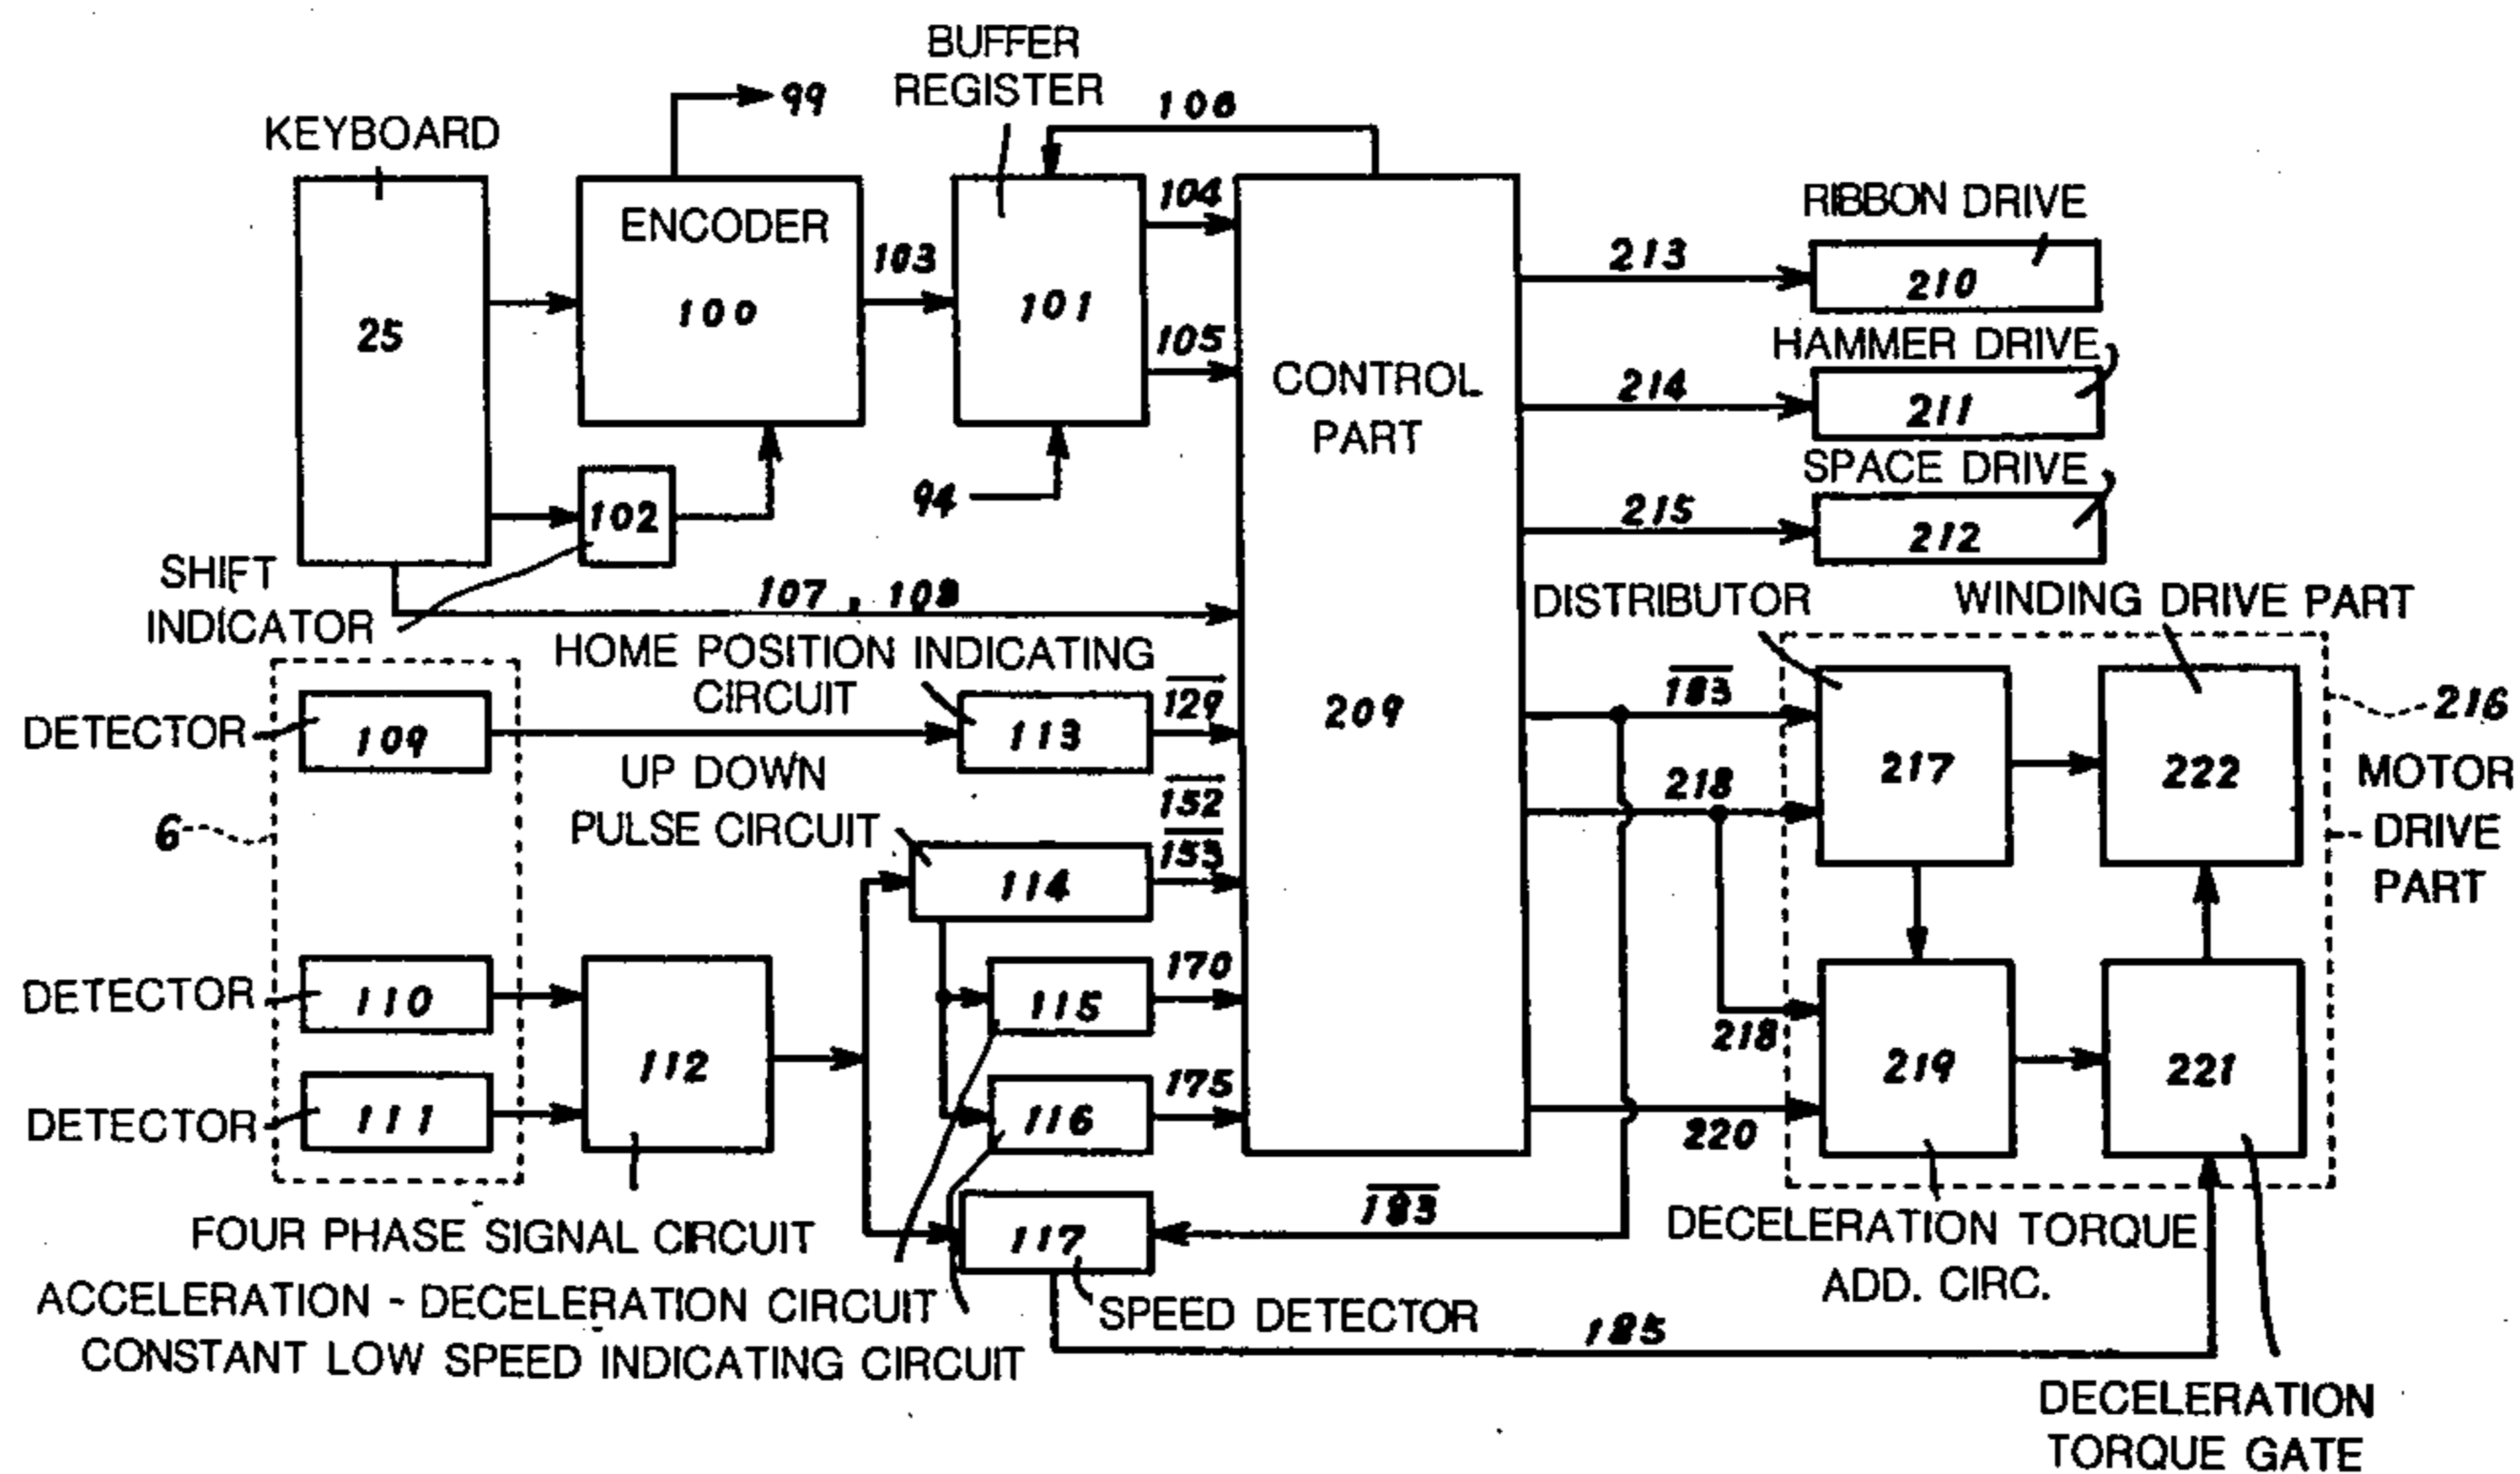 BUFFER
REGISTER
KEYBOARD
99
106
ENCODER
100
103
101
104
105
25
102
94
SHIFT
INDICATOR
107, 108
CONTROL
PART
209
RIBBON DRIVE
213
210
HAMMER DRIVE
214
211
SPACE DRIVE
215
212
DISTRIBUTOR
WINDING DRIVE PART
HOME POSITION INDICATING
CIRCUIT
DETECTOR
109
113
129
183
217
222
216
MOTOR
DRIVE
PART
6
UP DOWN
PULSE CIRCUIT
152
153
114
218
DETECTOR
110
115
170
218
DETECTOR
111
112
116
175
219
221
220
FOUR PHASE SIGNAL CIRCUIT
117
183
DECELERATION TORQUE
ADD. CIRC.
ACCELERATION - DECELERATION CIRCUIT
SPEED DETECTOR
185
CONSTANT LOW SPEED INDICATING CIRCUIT
DECELERATION
TORQUE GATE